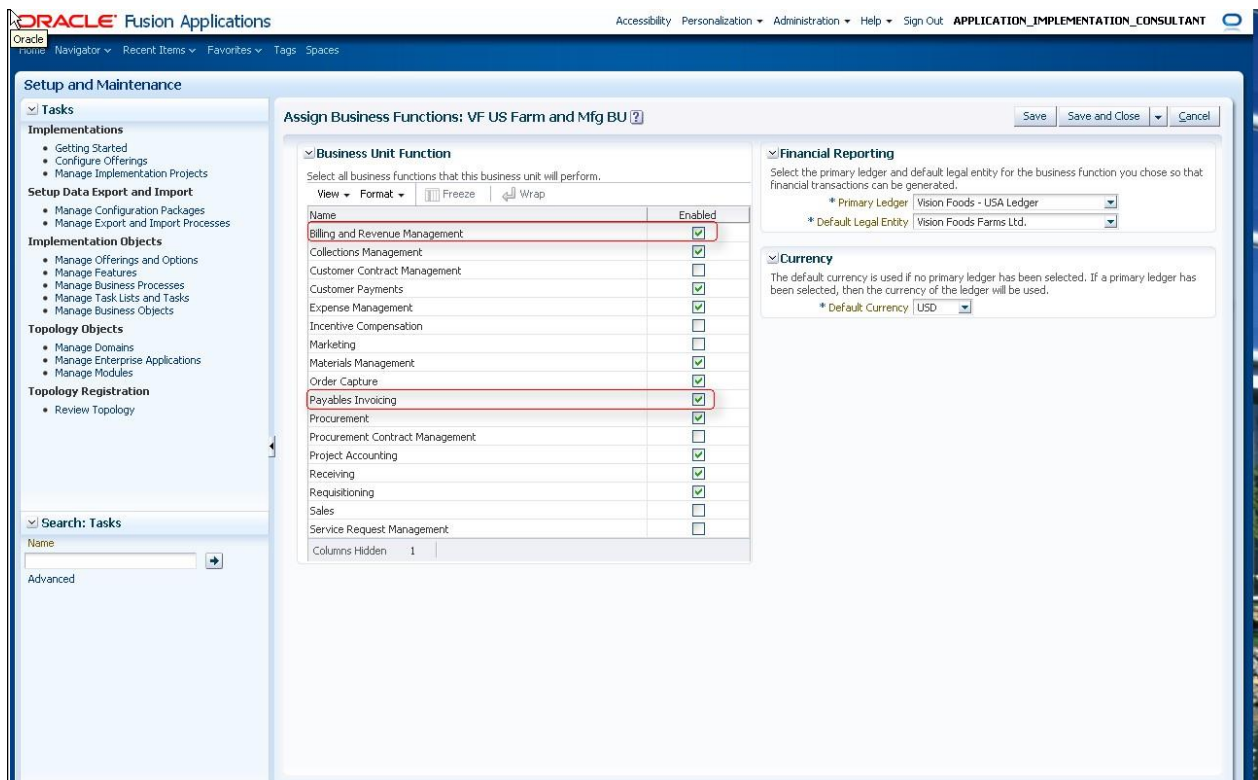 ORACLE Fusion Applications
Accessibility Personalization Administration Help Sign Out APPLICATION_IMPLEMENTATION_CONSULTANT
Oracle
Home Navigator Recent Items Favorites Tags Spaces
Setup and Maintenance
Tasks
Implementations
Getting Started
Configure Offerings
Manage Implementation Projects
Setup Data Export and Import
Manage Configuration Packages
Manage Export and Import Processes
Implementation Objects
Manage Offerings and Options
Manage Features
Manage Business Processes
Manage Task Lists and Tasks
Manage Business Objects
Topology Objects
Manage Domains
Manage Enterprise Applications
Manage Modules
Topology Registration
Review Topology
Search: Tasks
Name
Advanced
Assign Business Functions: VF US Farm and Mfg BU ?
Save Save and Close Cancel
Business Unit Function
Select all business functions that this business unit will perform.
View Format Freeze Wrap
Name Enabled
Billing and Revenue Management
Collections Management
Customer Contract Management
Customer Payments
Expense Management
Incentive Compensation
Marketing
Materials Management
Order Capture
Payables Invoicing
Procurement
Procurement Contract Management
Project Accounting
Receiving
Requisitioning
Sales
Service Request Management
Columns Hidden 1
Financial Reporting
Select the primary ledger and default legal entity for the business function you chose so that
financial transactions can be generated.
* Primary Ledger Vision Foods - USA Ledger
* Default Legal Entity Vision Foods Farms Ltd.
Currency
The default currency is used if no primary ledger has been selected. If a primary ledger has
been selected, then the currency of the ledger will be used.
* Default Currency USD